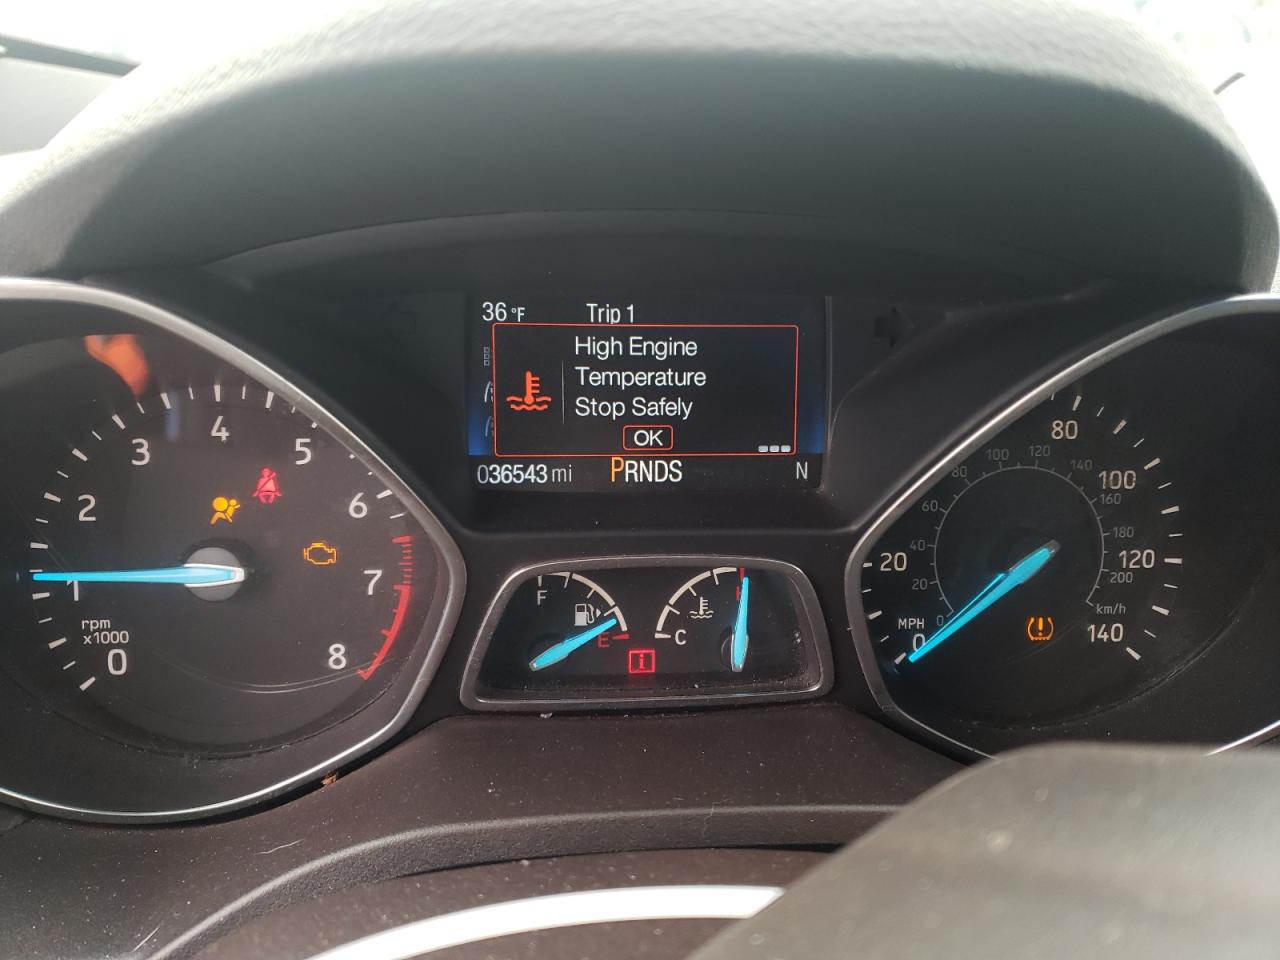 36 °F Trip 1
High Engine
Temperature
Stop Safely
OK
036543 mi PRNDS N
0 1 2 3 4 5 6 7 8
rpm
x1000
F E
i
C H
MPH
0 20 80 100 120 140
0 20 40 60 80 100 120 140 160 180 200
km/h